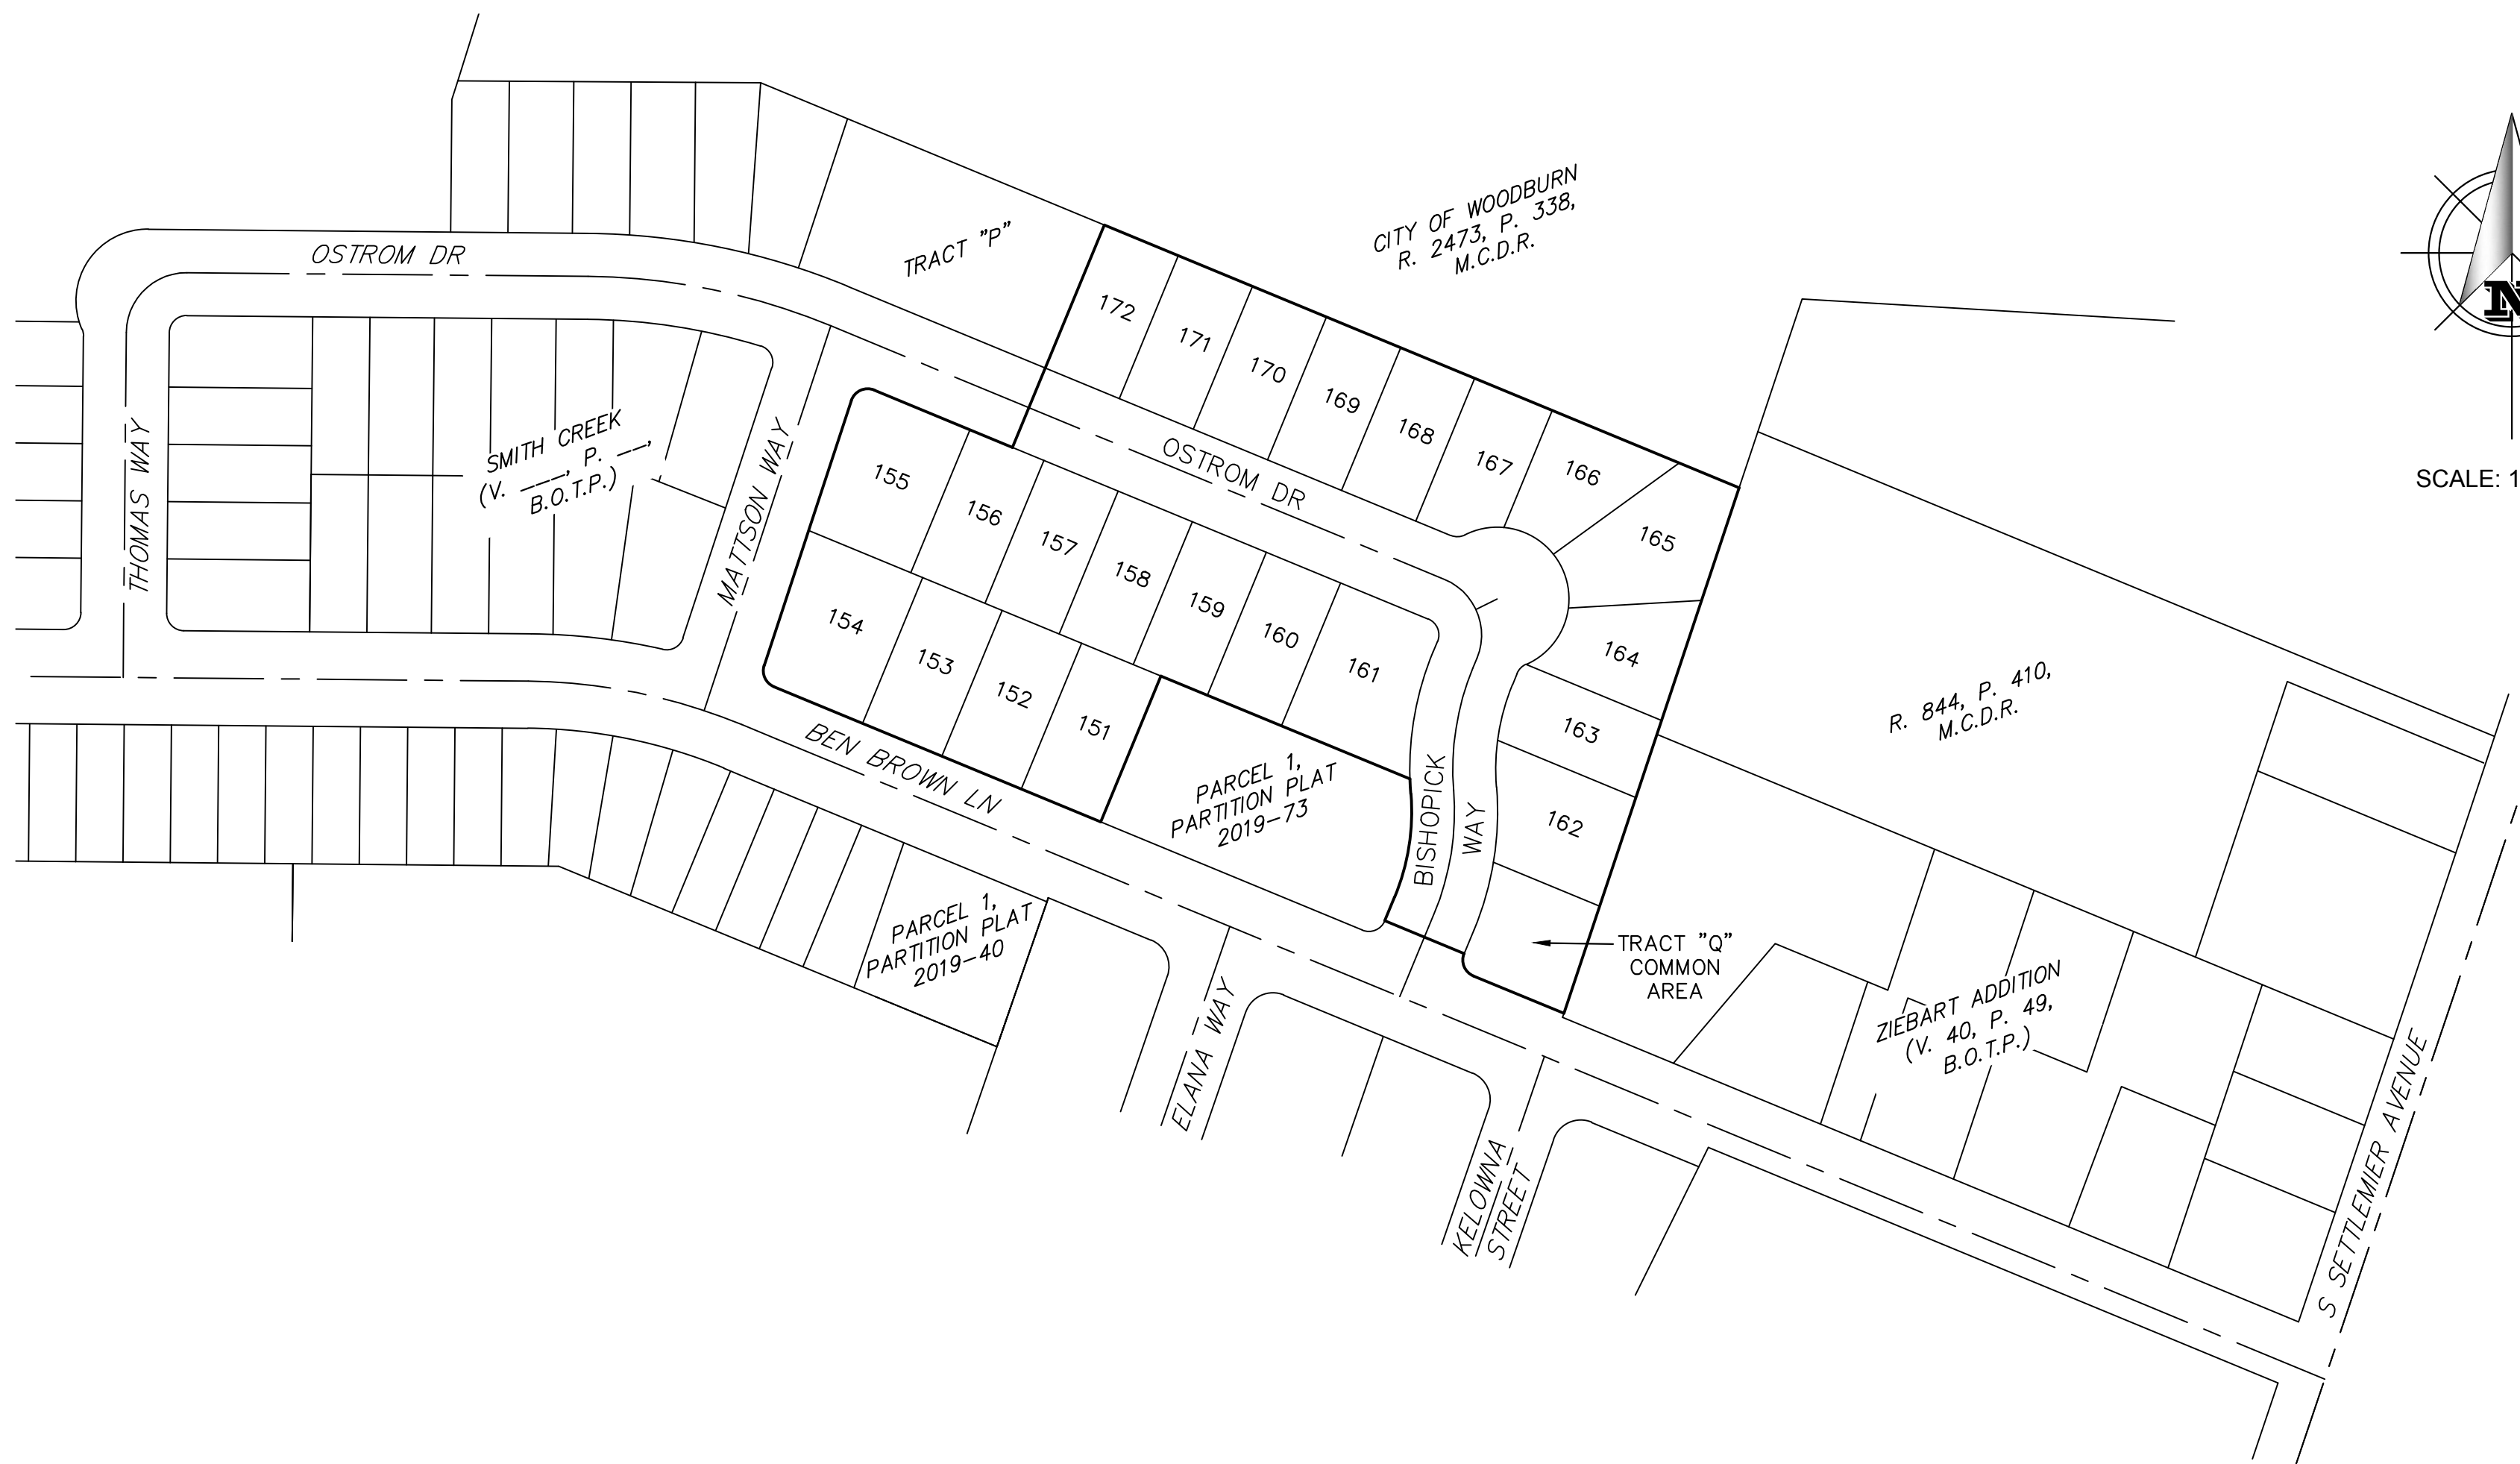 CITY OF WOODBURN
R. 2473, P. 338,
M.C.D.R.
OSTROM DR
TRACT "P"
172
171
170
169
168
167
166
165
164
163
162
SCALE: 1
SMITH CREEK
(V. ———, P. ——,
B.O.T.P.)
THOMAS WAY
MATTSON WAY
OSTROM DR
155
156
157
158
159
160
161
154
153
152
151
BEN BROWN LN
PARCEL 1,
PARTITION PLAT
2019-73
BISHOPICK
WAY
R. 844, P. 410,
M.C.D.R.
PARCEL 1,
PARTITION PLAT
2019-40
TRACT "Q"
COMMON
AREA
ZIEBART ADDITION
(V. 40, P. 49,
B.O.T.P.)
ELANA WAY
KELOWNA
STREET
S SETTLEMIER AVENUE
N